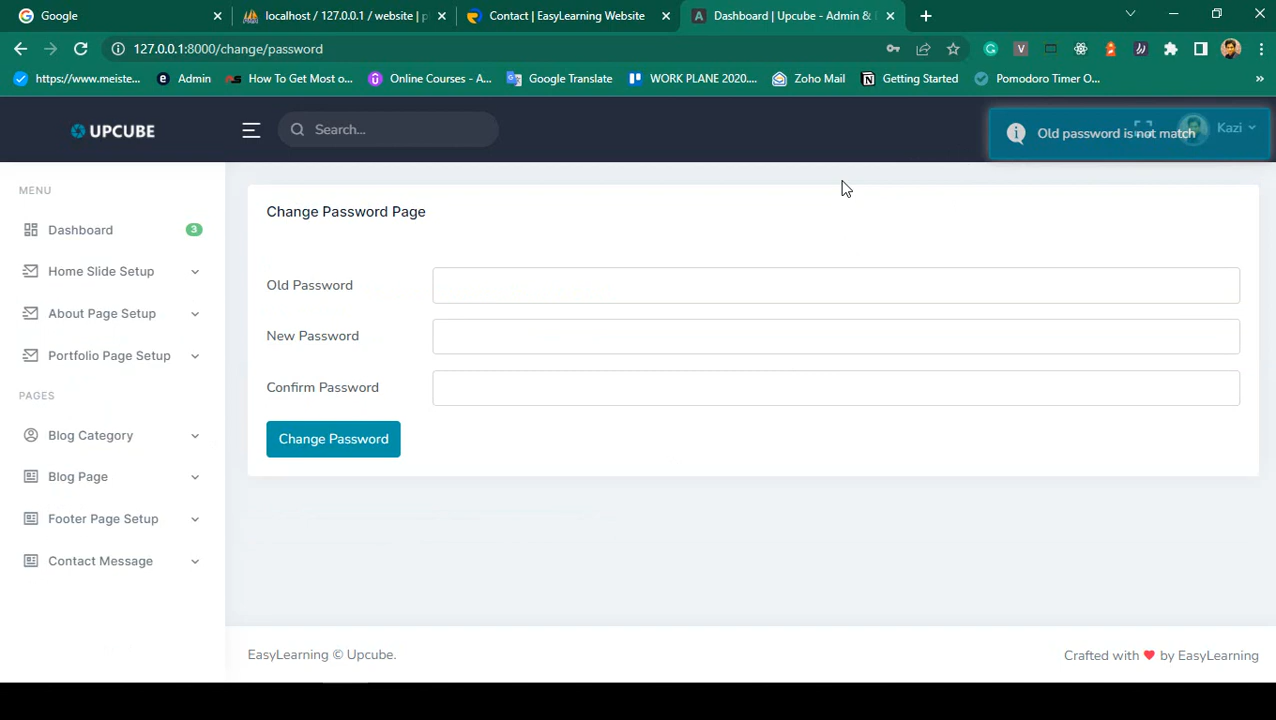 Google
localhost / 127.0.0.1 / website | p
Contact | EasyLearning Website
Dashboard | Upcube - Admin &
127.0.0.1:8000/change/password
https://www.meiste...
Admin
How To Get Most o...
Online Courses - A...
Google Translate
WORK PLANE 2020....
Zoho Mail
Getting Started
Pomodoro Timer O...
»
UPCUBE
Search...
Old password is not match
Kazi
MENU
Dashboard
3
Home Slide Setup
About Page Setup
Portfolio Page Setup
PAGES
Blog Category
Blog Page
Footer Page Setup
Contact Message
Change Password Page
Old Password
New Password
Confirm Password
Change Password
EasyLearning © Upcube.
Crafted with ❤ by EasyLearning